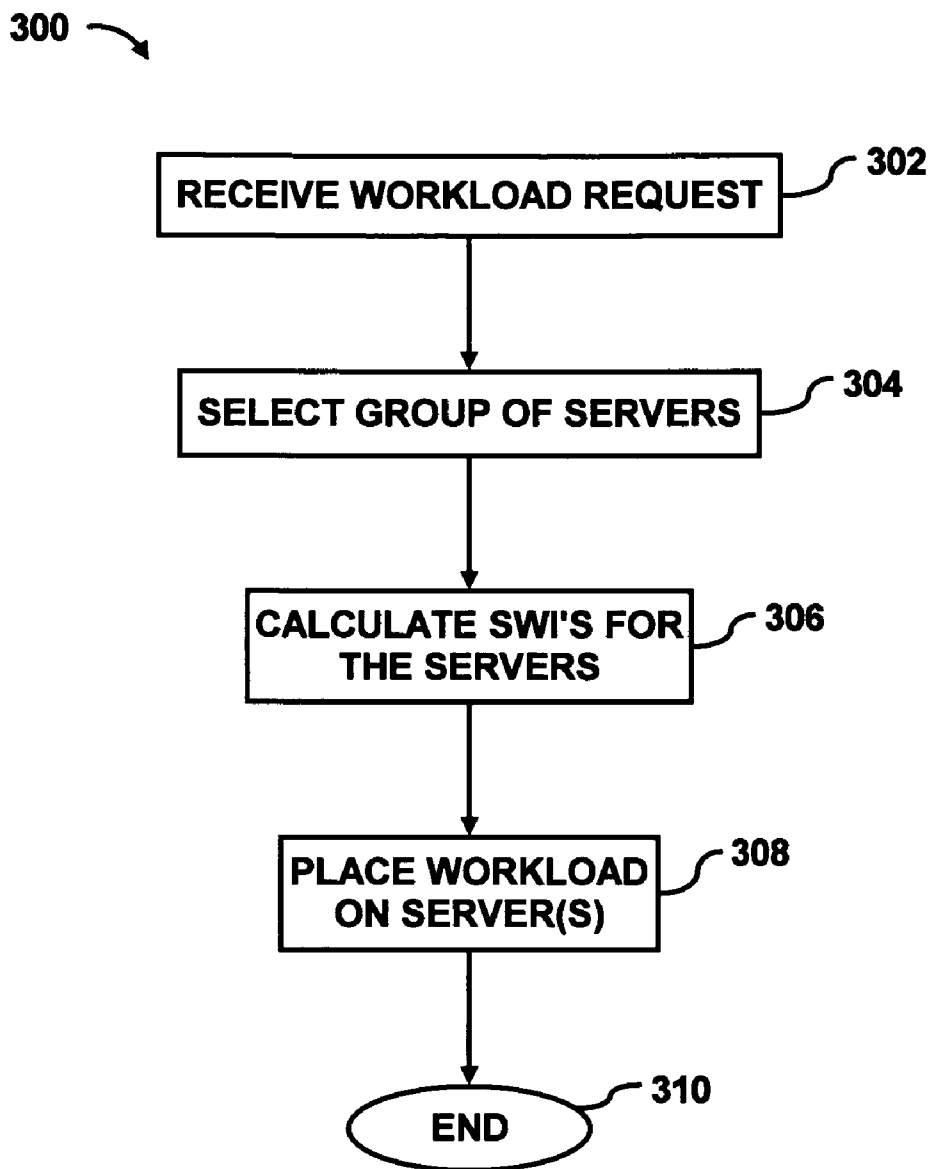 300
302
RECEIVE WORKLOAD REQUEST
304
SELECT GROUP OF SERVERS
306
CALCULATE SWI'S FOR
THE SERVERS
308
PLACE WORKLOAD
ON SERVER(S)
310
END